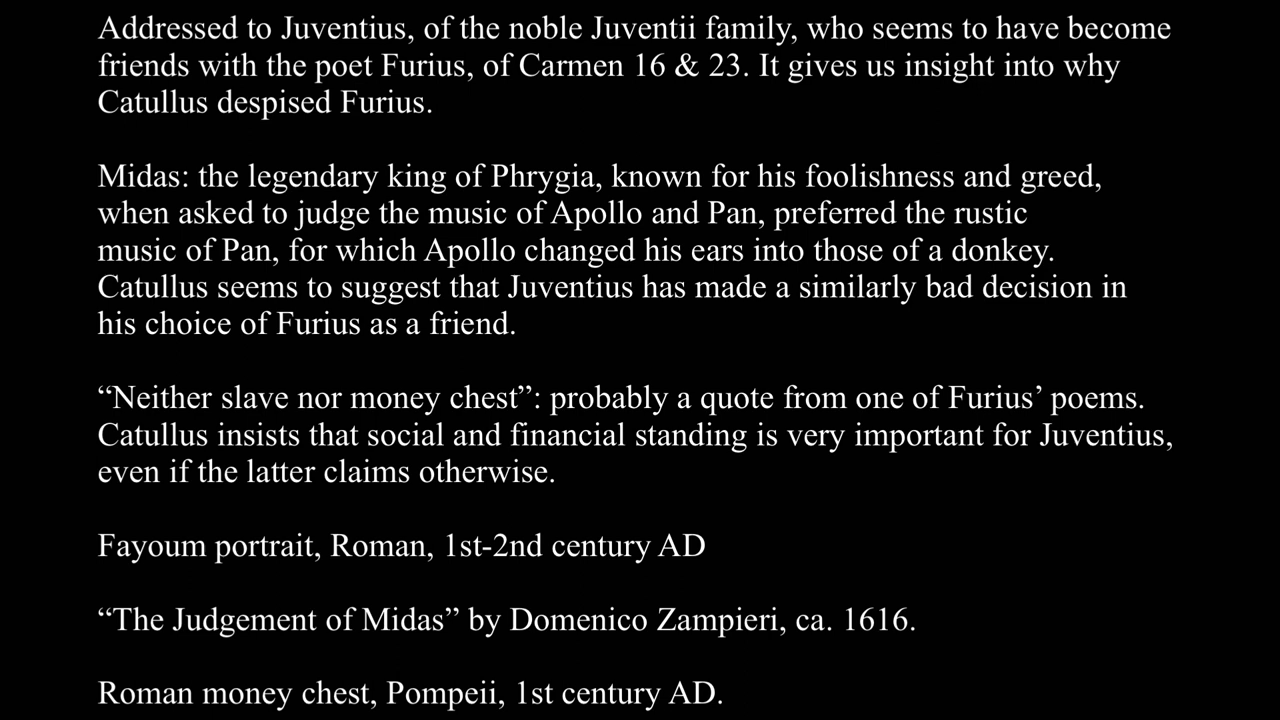 Addressed to Juventius, of the noble Juventii family, who seems to have become
friends with the poet Furius, of Carmen 16 & 23. It gives us insight into why
Catullus despised Furius.
Midas: the legendary king of Phrygia, known for his foolishness and greed,
when asked to judge the music of Apollo and Pan, preferred the rustic
music of Pan, for which Apollo changed his ears into those of a donkey.
Catullus seems to suggest that Juventius has made a similarly bad decision in
his choice of Furius as a friend.
“Neither slave nor money chest”: probably a quote from one of Furius’ poems.
Catullus insists that social and financial standing is very important for Juventius,
even if the latter claims otherwise.
Fayoum portrait, Roman, 1st-2nd century AD
“The Judgement of Midas” by Domenico Zampieri, ca. 1616.
Roman money chest, Pompeii, 1st century AD.